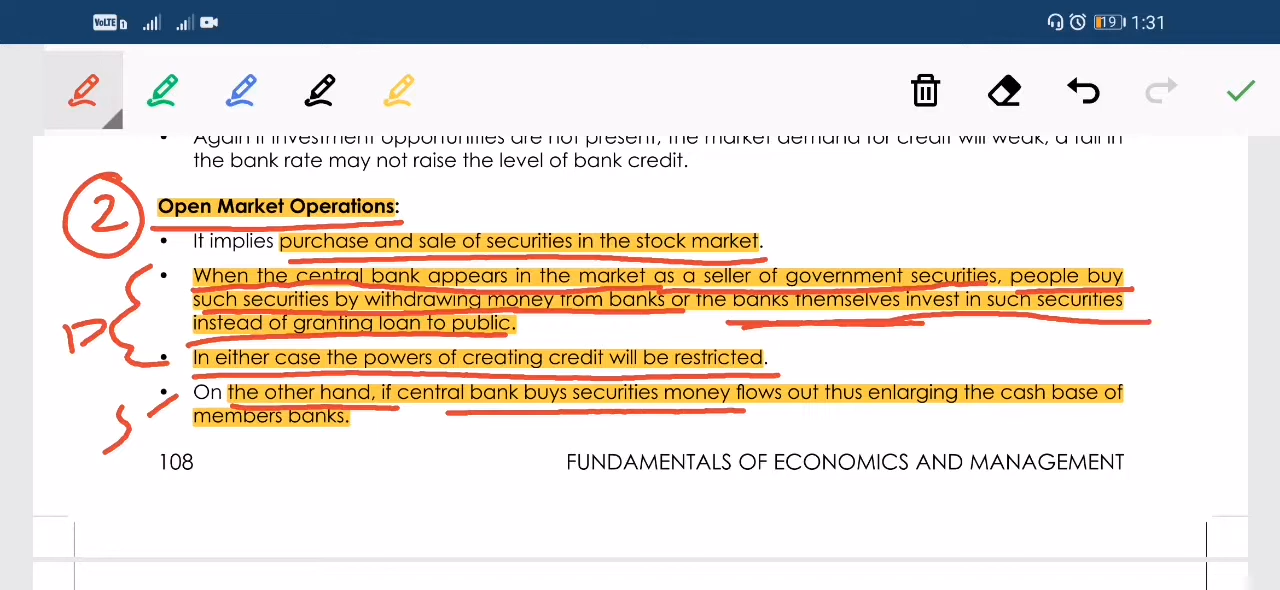 VoLTE 1 19 1:31
Again if investment opportunities are not present, the market demand for credit will weak, a fall in
the bank rate may not raise the level of bank credit.
2 Open Market Operations:
• It implies purchase and sale of securities in the stock market.
• When the central bank appears in the market as a seller of government securities, people buy
such securities by withdrawing money from banks or the banks themselves invest in such securities
instead of granting loan to public.
• In either case the powers of creating credit will be restricted.
• On the other hand, if central bank buys securities money flows out thus enlarging the cash base of
members banks.
108 FUNDAMENTALS OF ECONOMICS AND MANAGEMENT